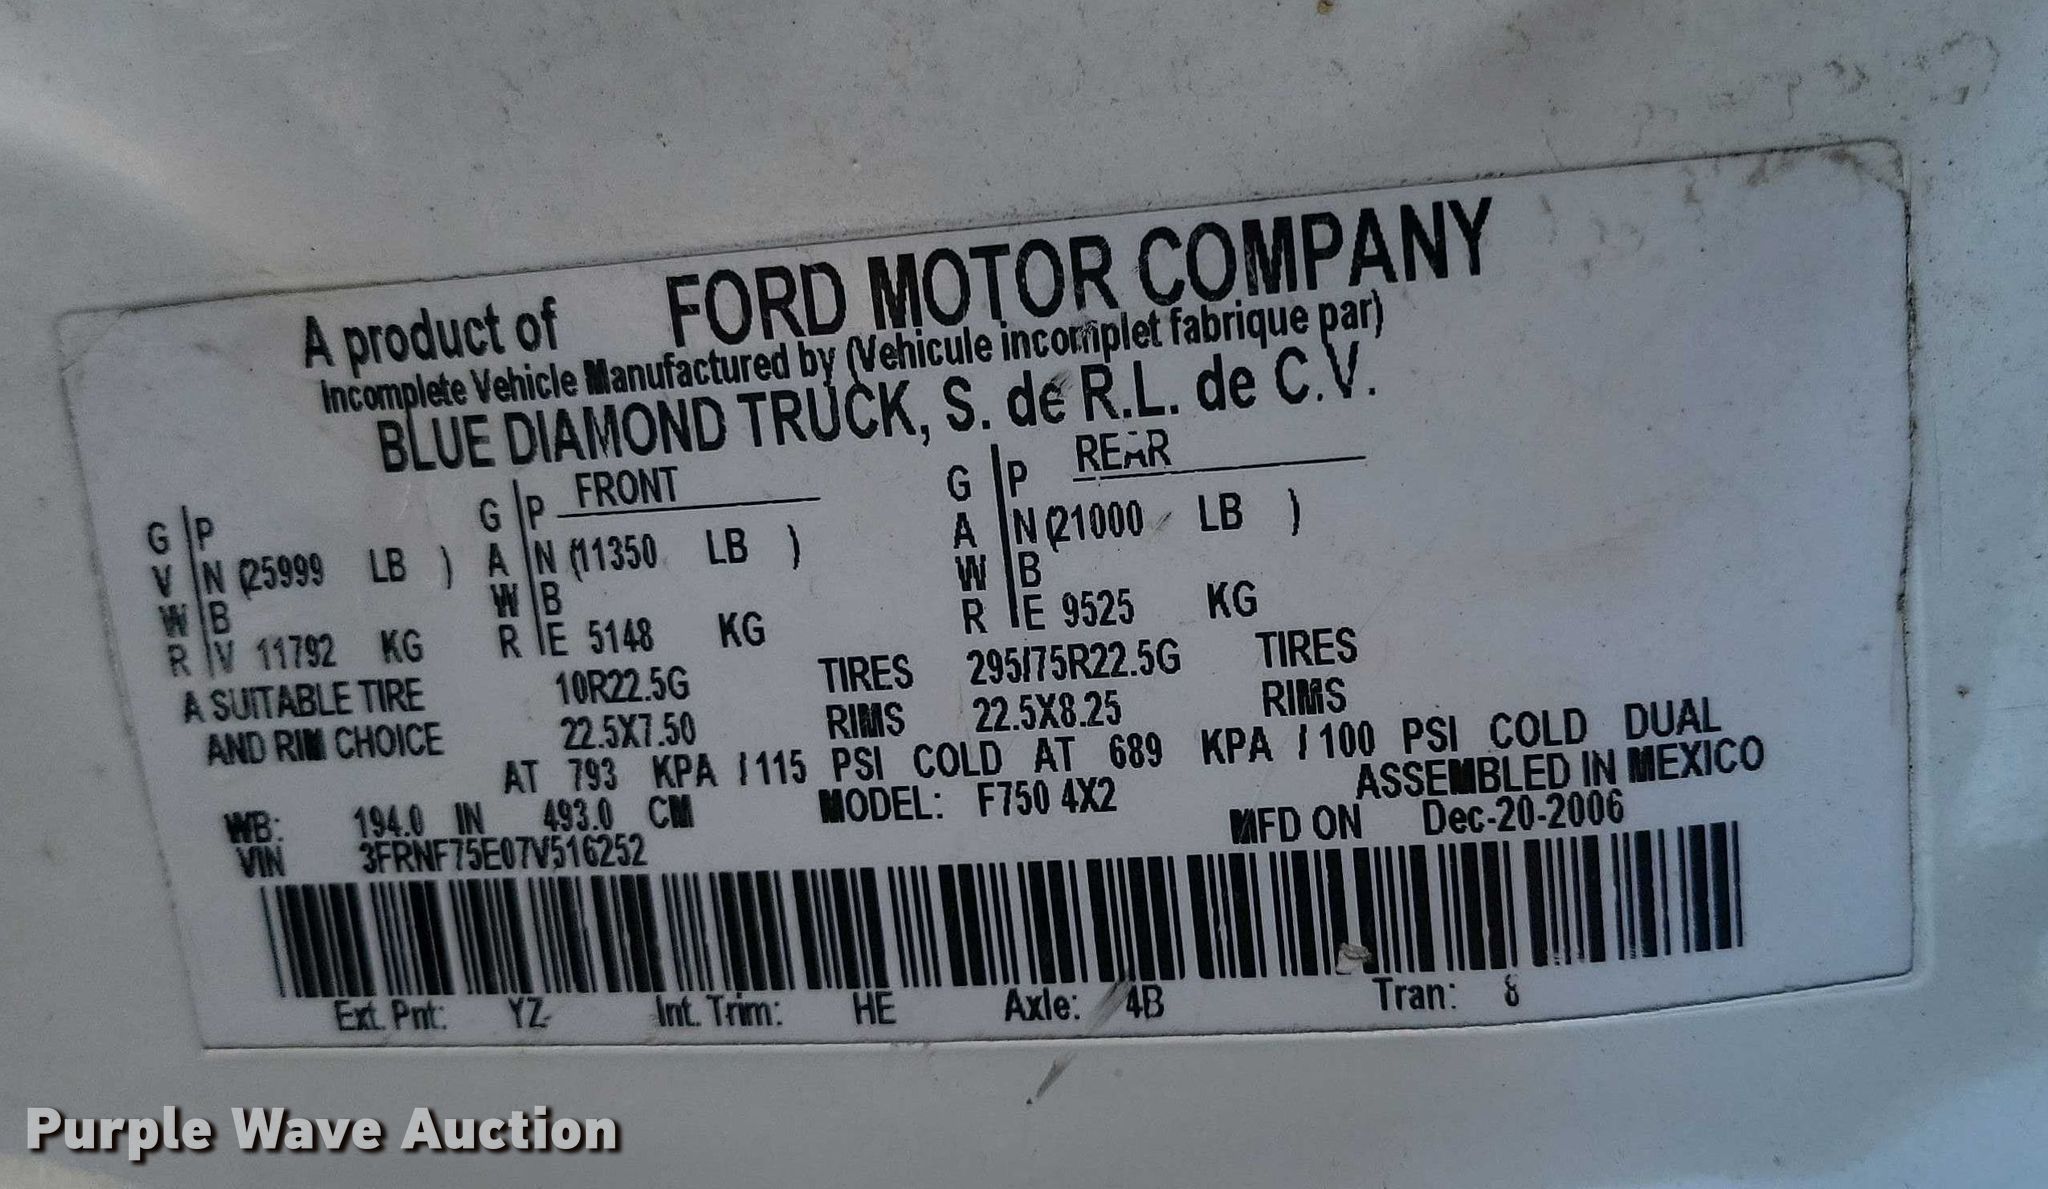 A product of FORD MOTOR COMPANY
Incomplete Vehicle Manufactured by (Vehicule incomplet fabrique par)
BLUE DIAMOND TRUCK, S. de R.L. de C.V.
FRONT REAR
G P G P G P
V N (25999 LB ) A N (11350 LB ) A N (21000 LB )
W B W B W B
R V 11792 KG R E 5148 KG R E 9525 KG
A SUITABLE TIRE 10R22.5G TIRES 295/75R22.5G TIRES
AND RIM CHOICE 22.5X7.50 RIMS 22.5X8.25 RIMS
AT 793 KPA / 115 PSI COLD AT 689 KPA / 100 PSI COLD DUAL
ASSEMBLED IN MEXICO
WB: 194.0 IN 493.0 CM MODEL: F750 4X2 MFD ON Dec-20-2006
VIN 3FRNF75E07V516252
Ext. Pnt: YZ Int. Trim: HE Axle: 4B Tran: 8
Purple Wave Auction